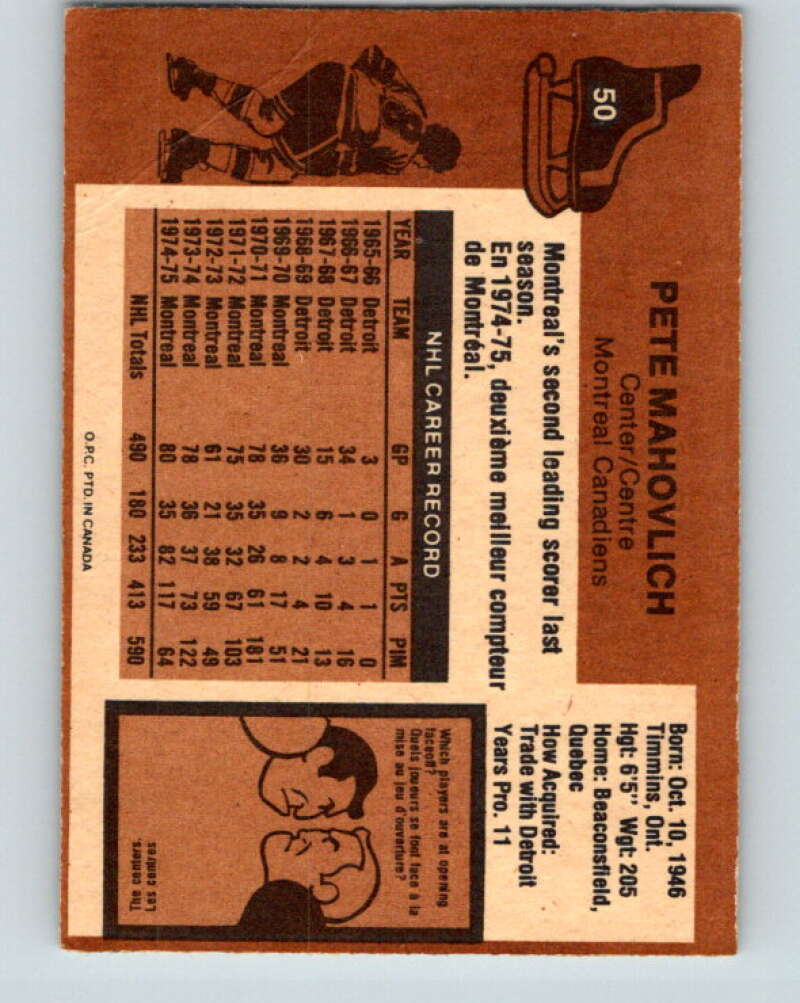 50
PETE MAHOVLICH
Center/Centre
Montreal Canadiens
Born: Oct. 10, 1946
Timmins, Ont.
Hgt: 6'5" Wgt: 205
Home: Beaconsfield,
Quebec
How Acquired:
Trade with Detroit
Years Pro. 11
Montreal's second leading scorer last
season.
En 1974-75, deuxième meilleur compteur
de Montréal.
NHL CAREER RECORD
YEAR TEAM GP G A PTS PIM
1965-66 Detroit 3 0 1 1 0
1966-67 Detroit 34 1 3 4 16
1967-68 Detroit 15 6 4 10 13
1968-69 Detroit 30 2 2 4 21
1969-70 Montreal 36 9 8 17 51
1970-71 Montreal 78 35 26 61 181
1971-72 Montreal 75 35 32 67 103
1972-73 Montreal 61 21 38 59 49
1973-74 Montreal 78 36 37 73 122
1974-75 Montreal 80 35 82 117 64
NHL Totals 490 180 233 413 590
O.P.C. PTD. IN CANADA
Which players are at opening
faceoff?
Quels joueurs se font face à la
mise au jeu d'ouverture?
The centers.
Les centres